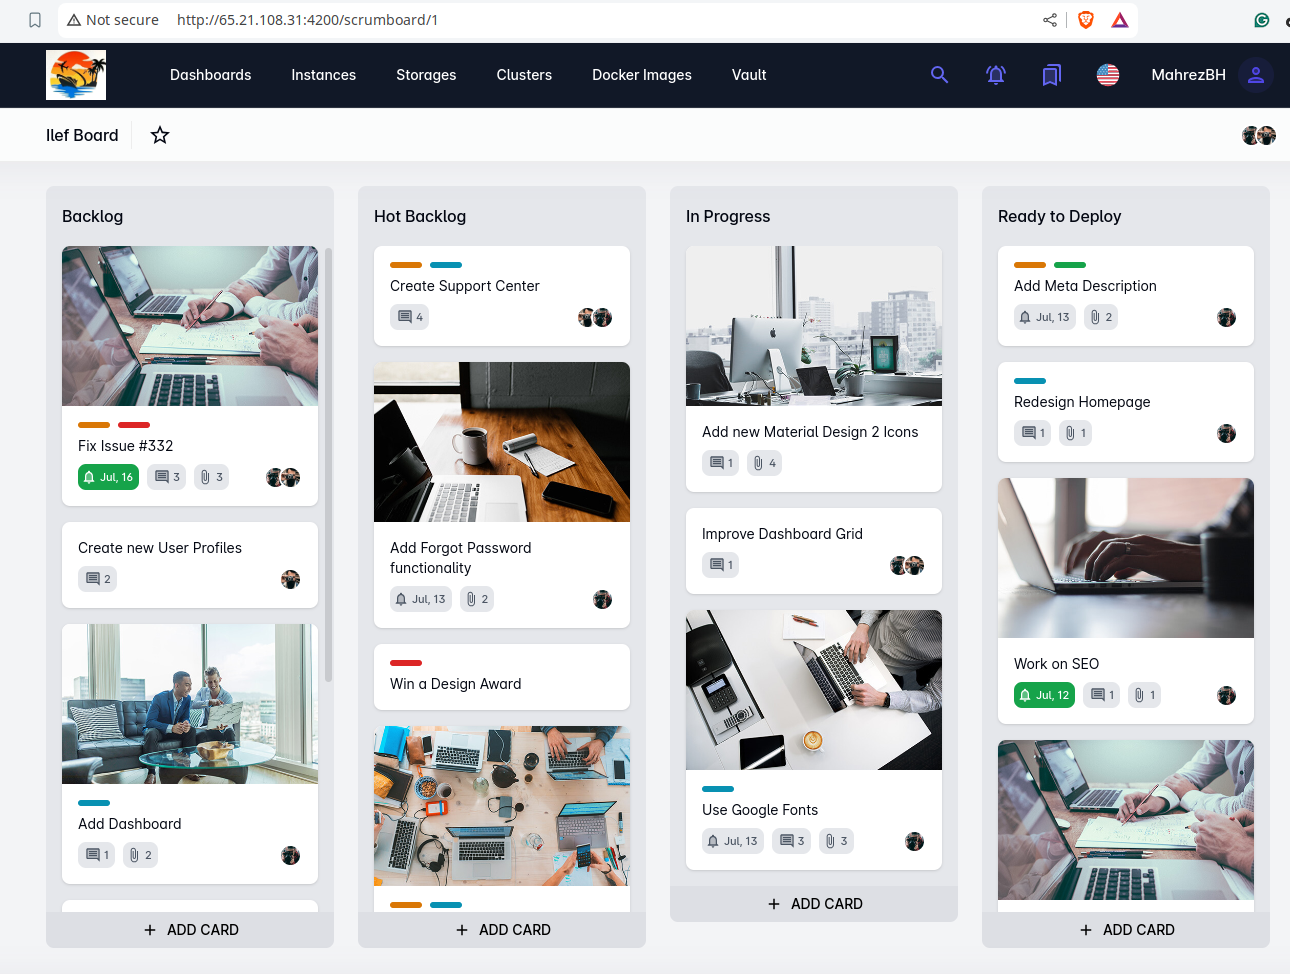 Not secure http://65.21.108.31:4200/scrumboard/1
Dashboards Instances Storages Clusters Docker Images Vault MahrezBH
Ilef Board
Backlog
Fix Issue #332
Jul, 16 3 3
Create new User Profiles
2
Add Dashboard
1 2
+ ADD CARD
Hot Backlog
Create Support Center
4
Add Forgot Password
functionality
Jul, 13 2
Win a Design Award
+ ADD CARD
In Progress
Add new Material Design 2 Icons
1 4
Improve Dashboard Grid
1
Use Google Fonts
Jul, 13 3 3
+ ADD CARD
Ready to Deploy
Add Meta Description
Jul, 13 2
Redesign Homepage
1 1
Work on SEO
Jul, 12 1 1
+ ADD CARD